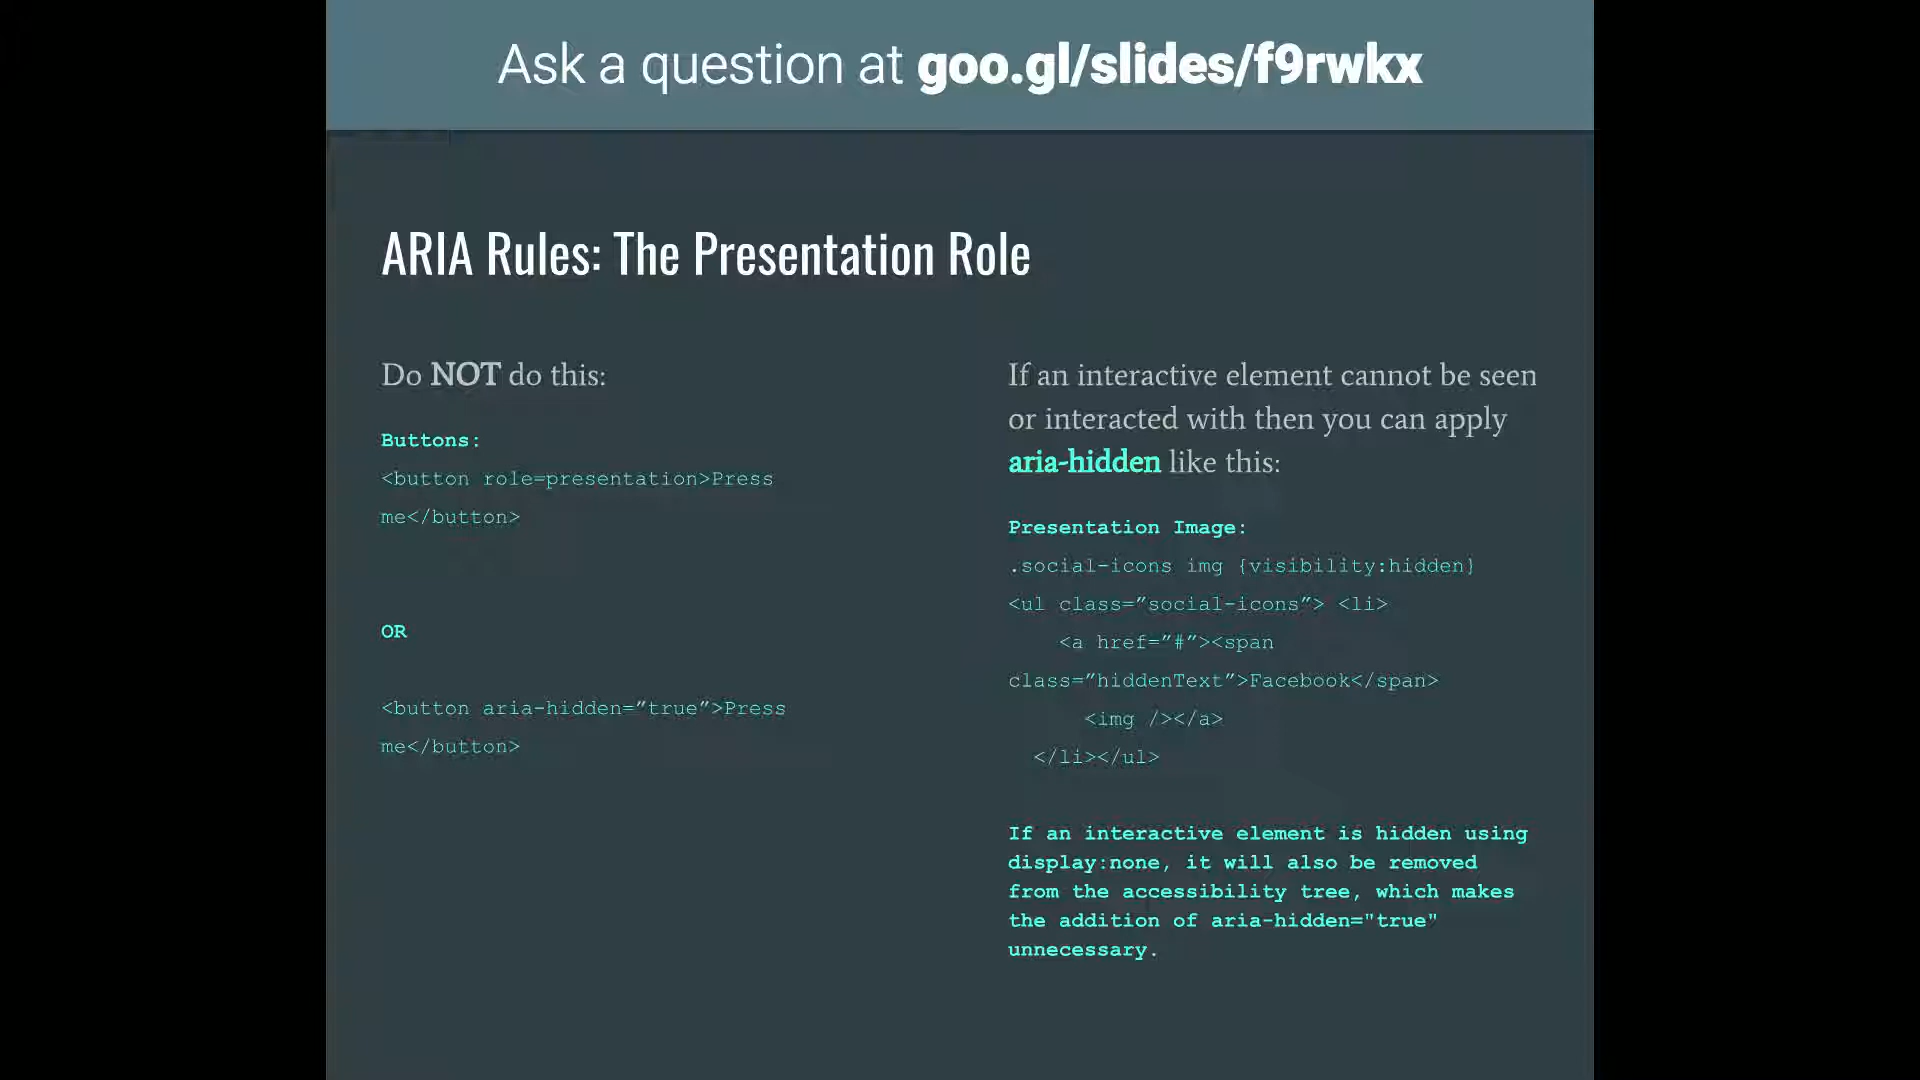 Ask a question at goo.gl/slides/f9rwkx
ARIA Rules: The Presentation Role
Do NOT do this:
Buttons:
<button role=presentation>Press
me</button>
OR
<button aria-hidden=”true”>Press
me</button>
If an interactive element cannot be seen
or interacted with then you can apply
aria-hidden like this:
Presentation Image:
.social-icons img {visibility:hidden}
<ul class=”social-icons”> <li>
<a href=”#”><span
class=”hiddenText”>Facebook</span>
<img /></a>
</li></ul>
If an interactive element is hidden using
display:none, it will also be removed
from the accessibility tree, which makes
the addition of aria-hidden="true"
unnecessary.